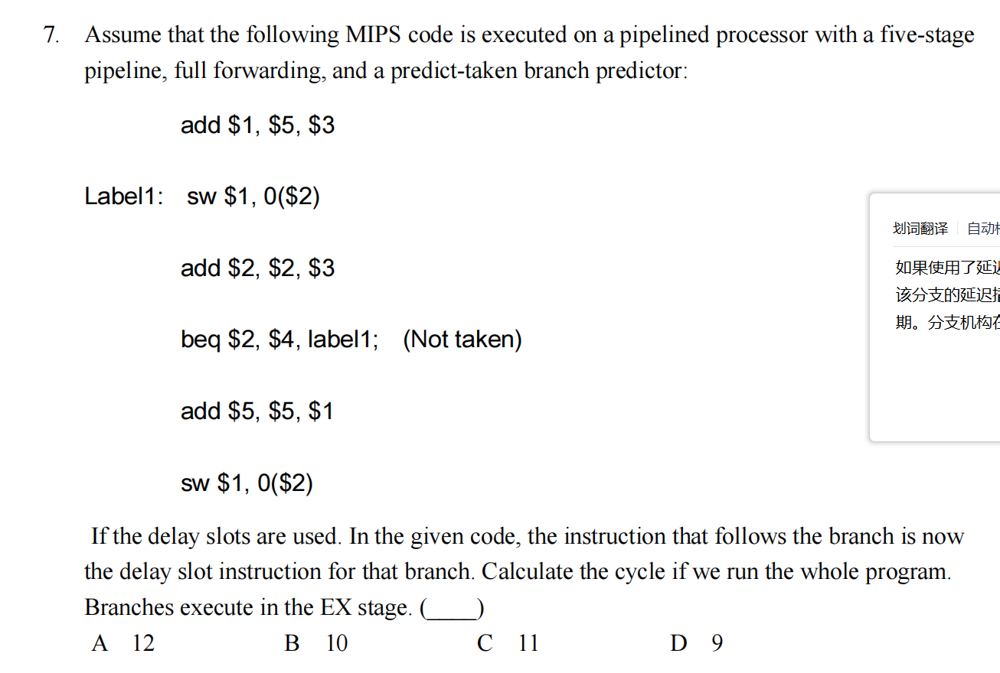 7. Assume that the following MIPS code is executed on a pipelined processor with a five-stage
pipeline, full forwarding, and a predict-taken branch predictor:
add $1, $5, $3
Label1: sw $1, 0($2)
add $2, $2, $3
beq $2, $4, label1; (Not taken)
add $5, $5, $1
sw $1, 0($2)
If the delay slots are used. In the given code, the instruction that follows the branch is now
the delay slot instruction for that branch. Calculate the cycle if we run the whole program.
Branches execute in the EX stage. (____)
A 12 B 10 C 11 D 9
划词翻译 自动
如果使用了延
该分支的延迟
期。分支机构在